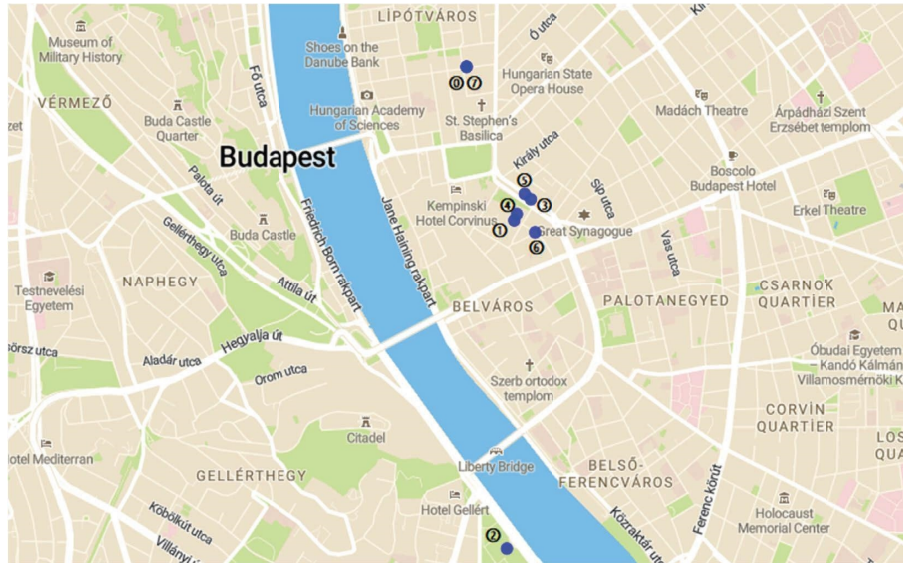 LIPÓTVÁROS
Museum of
Military History
Shoes on the
Danube Bank
Ó utca
Fő utca
Hungarian State
Opera House
⓪ ⑦
VÉRMEZŐ
Buda Castle
Quarter
Hungarian Academy
of Sciences
St. Stephen's
Basilica
Madách Theatre
Árpádházi Szent
Erzsébet templom
Budapest
Király utca
Boscolo
Budapest Hotel
Palota út
⑤
Síp utca
Kempinski
Hotel Corvinus
④
③
①
⑥
Great Synagogue
Erkel Theatre
Gellérthegy utca
Buda Castle
Friedrich Born rakpart
Jane Haining rakpart
Vas utca
Testnevelési
Egyetem
NAPHEGY
Attila út
BELVÁROS
PALOTANEGYED
CSARNOK
QUARTIER
Hegyalja út
Aladár utca
Orom utca
Szerb ortodox
templom
Óbudai Egyetem
– Kandó Kálmán
Villamosmérnöki K
CORVIN
QUARTIER
Citadel
Liberty Bridge
GELLÉRTHEGY
BELSŐ-
FERENCVÁROS
Hotel Gellért
Ferenc körút
Holocaust
Memorial Center
Köbölkút utca
Villányi
②
Közraktár